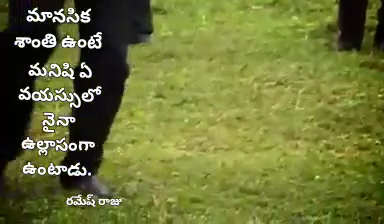 మానసిక
శాంతి ఉంటే
మనిషి ఏ
వయస్సులో
నైనా
ఉల్లాసంగా
ఉంటాడు.
రమేష్ రాజు